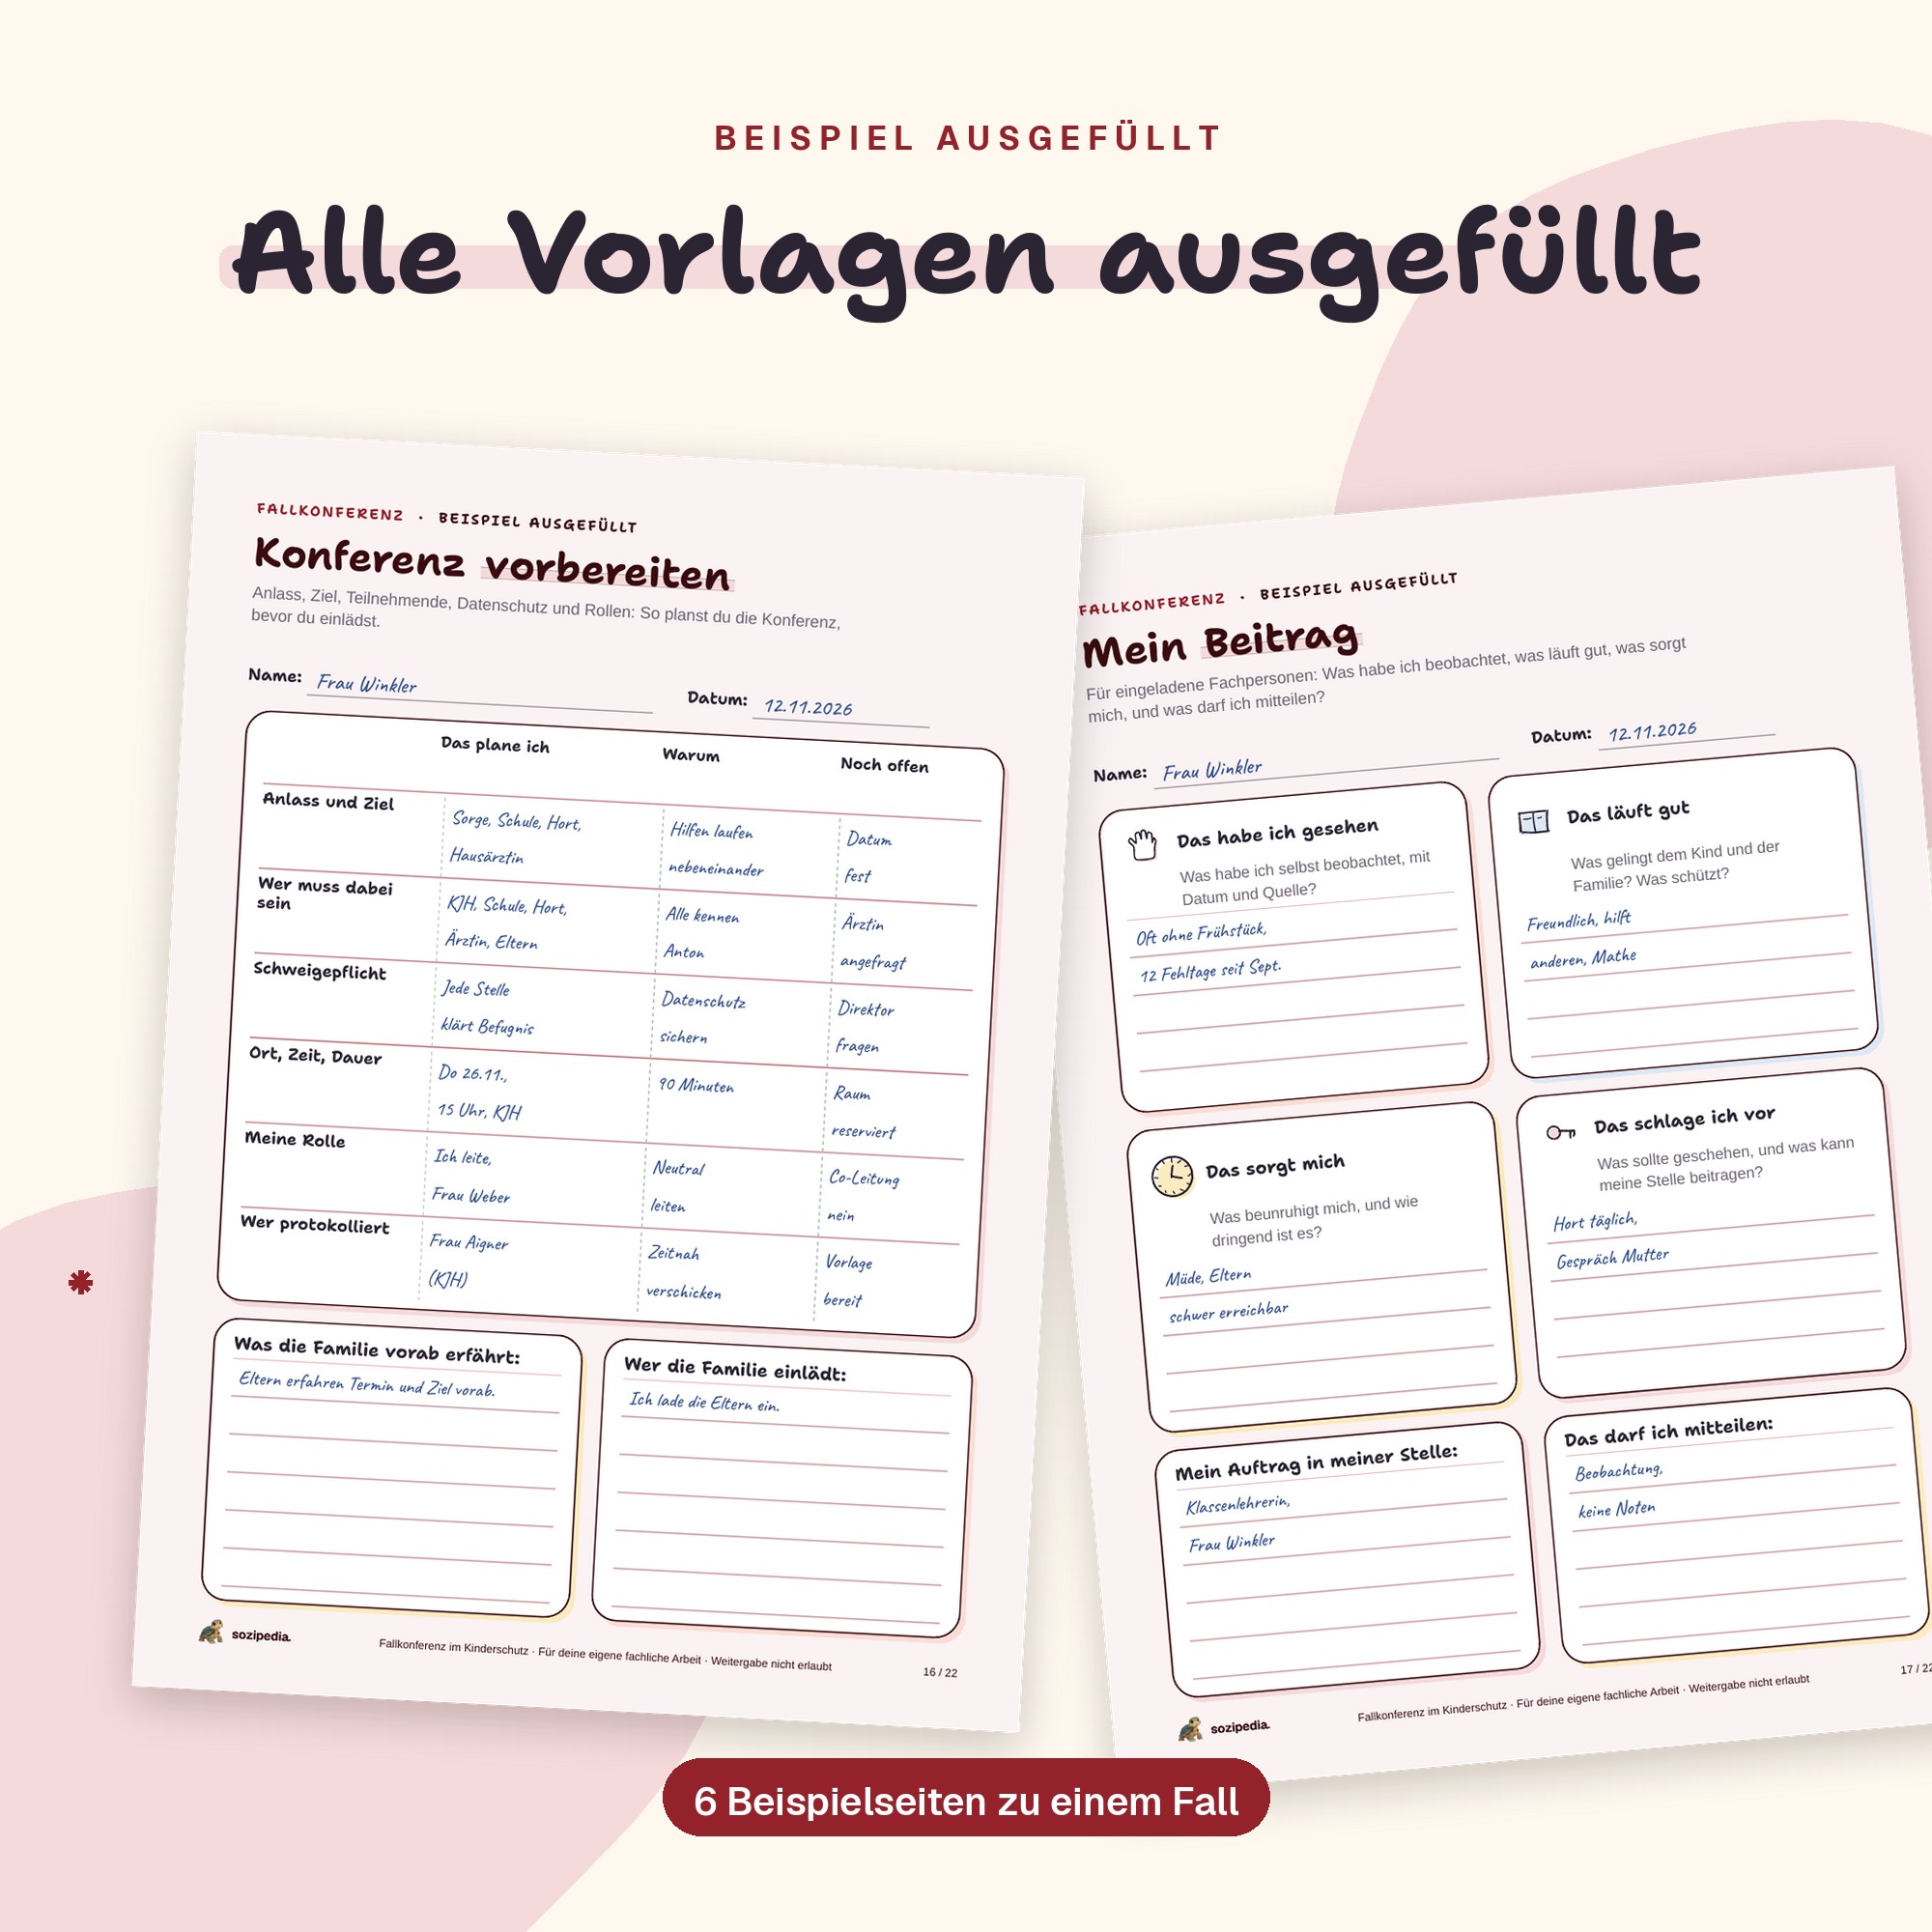 BEISPIEL AUSGEFÜLLT
Alle Vorlagen ausgefüllt
FALLKONFERENZ · BEISPIEL AUSGEFÜLLT
Konferenz vorbereiten
Anlass, Ziel, Teilnehmende, Datenschutz und Rollen: So planst du die Konferenz,
bevor du einlädst.
Name: Frau Winkler Datum: 12.11.2026
Das plane ich Warum Noch offen
Anlass und Ziel Sorge, Schule, Hort, Hilfen laufen Datum
Hausärztin nebeneinander fest
Wer muss dabei KJH, Schule, Hort, Alle kennen Ärztin
sein Ärztin, Eltern Anton angefragt
Schweigepflicht Jede Stelle Datenschutz Direktor
klärt Befugnis sichern fragen
Ort, Zeit, Dauer Do 26.11., 90 Minuten Raum
15 Uhr, KJH reserviert
Meine Rolle Ich leite, Neutral Co-Leitung
Frau Weber leiten nein
Wer protokolliert Frau Aigner Zeitnah Vorlage
(KJH) verschicken bereit
Was die Familie vorab erfährt:
Eltern erfahren Termin und Ziel vorab.
Wer die Familie einlädt:
Ich lade die Eltern ein.
sozipedia.
Fallkonferenz im Kinderschutz · Für deine eigene fachliche Arbeit · Weitergabe nicht erlaubt
16 / 22
FALLKONFERENZ · BEISPIEL AUSGEFÜLLT
Mein Beitrag
Für eingeladene Fachpersonen: Was habe ich beobachtet, was läuft gut, was sorgt
mich, und was darf ich mitteilen?
Name: Frau Winkler Datum: 12.11.2026
Das habe ich gesehen
Was habe ich selbst beobachtet, mit
Datum und Quelle?
Oft ohne Frühstück,
12 Fehltage seit Sept.
Das läuft gut
Was gelingt dem Kind und der
Familie? Was schützt?
Freundlich, hilft
anderen, Mathe
Das sorgt mich
Was beunruhigt mich, und wie
dringend ist es?
Müde, Eltern
schwer erreichbar
Das schlage ich vor
Was sollte geschehen, und was kann
meine Stelle beitragen?
Hort täglich,
Gespräch Mutter
Mein Auftrag in meiner Stelle:
Klassenlehrerin,
Frau Winkler
Das darf ich mitteilen:
Beobachtung,
keine Noten
sozipedia.
Fallkonferenz im Kinderschutz · Für deine eigene fachliche Arbeit · Weitergabe nicht erlaubt
17 / 22
6 Beispielseiten zu einem Fall